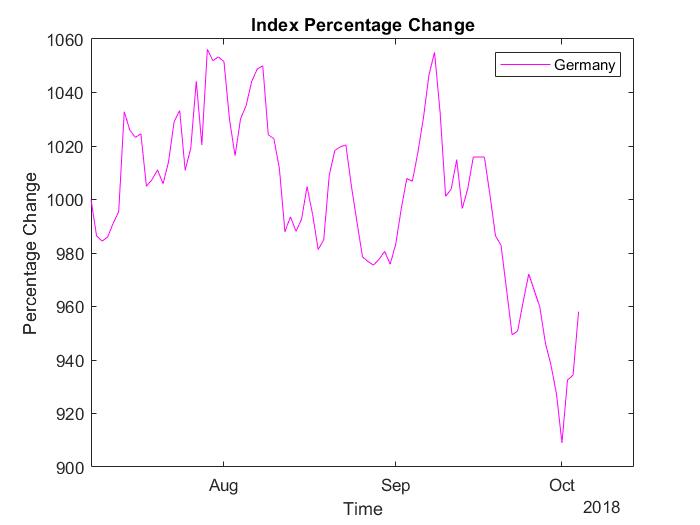 Index Percentage Change
1060
1040
1020
1000
980
960
940
920
900
Percentage Change
Germany
Aug
Sep
Oct
Time
2018